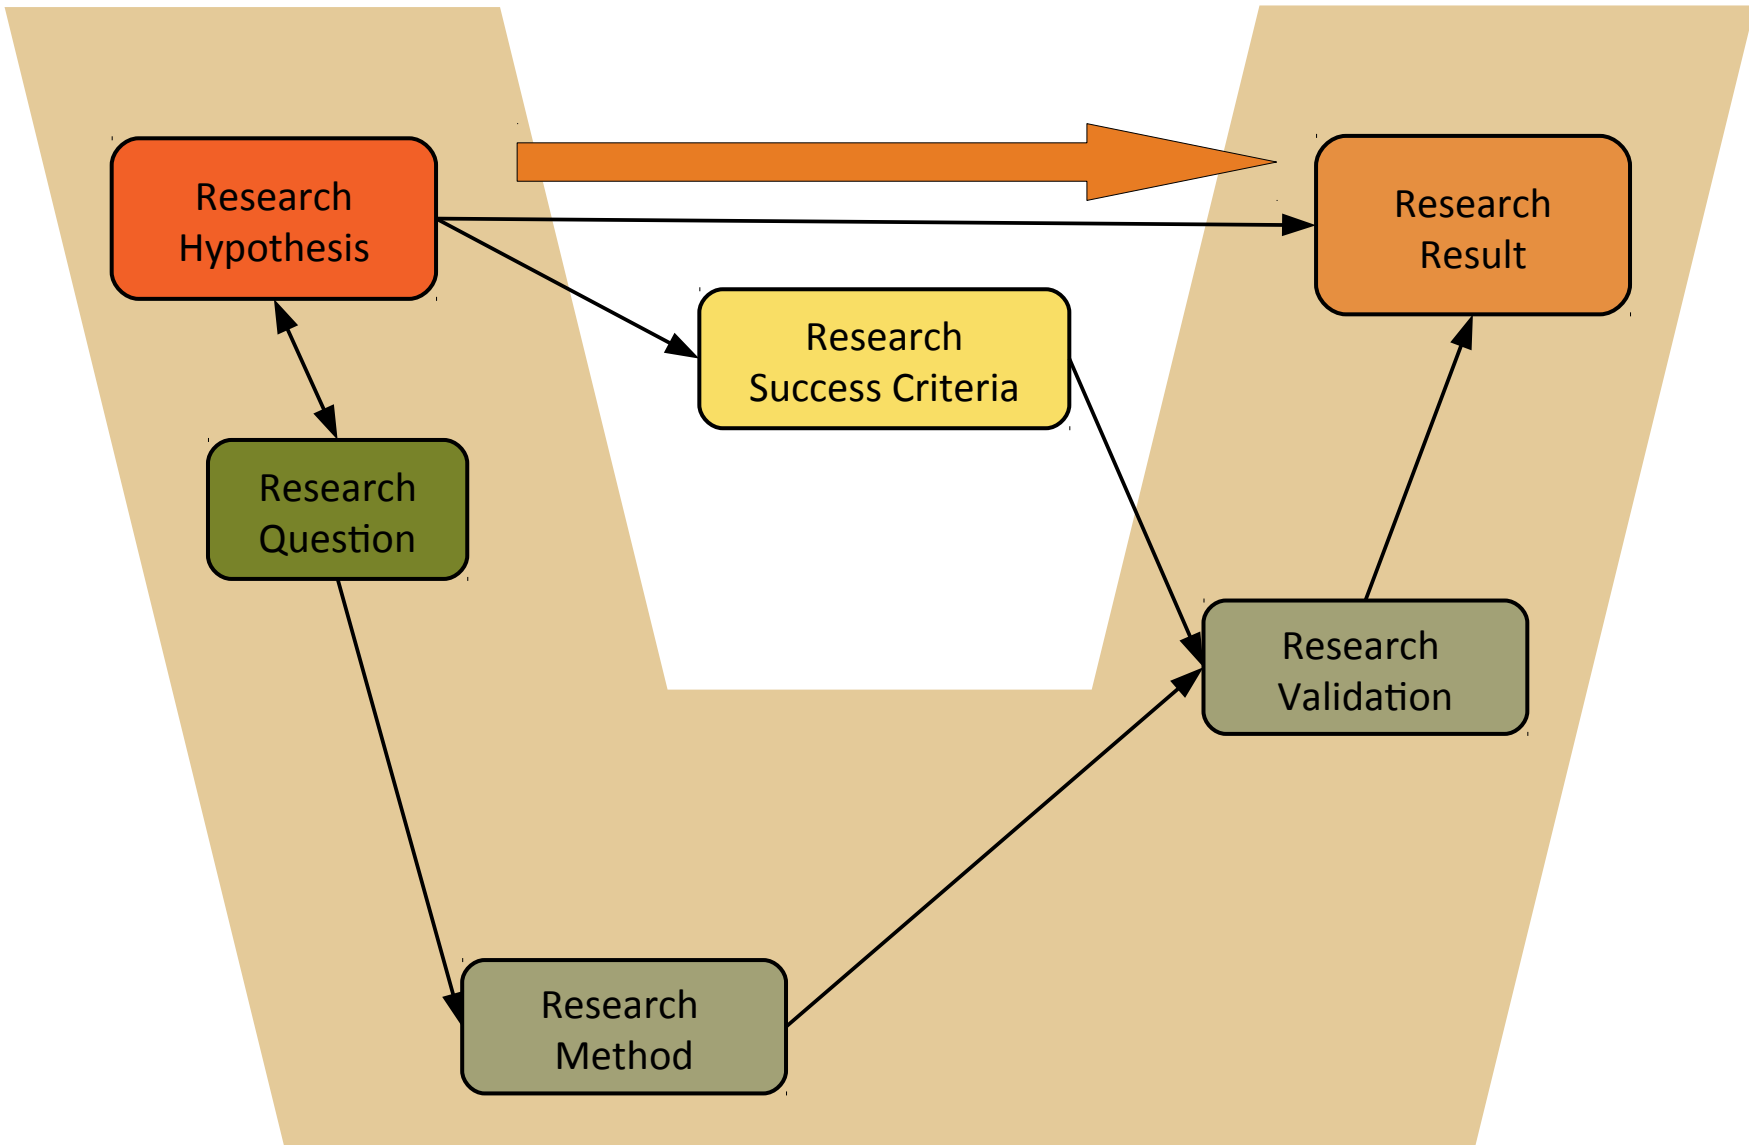 Research
Hypothesis
Research
Result
Research
Success Criteria
Research
Question
Research
Validation
Research
Method